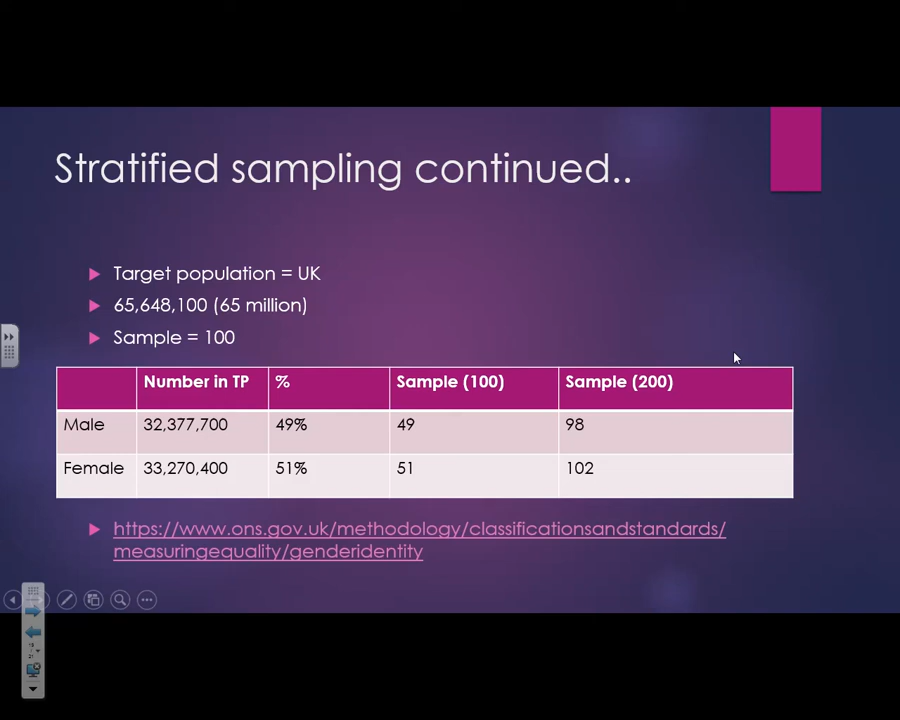 Stratified sampling continued..
Target population = UK
65,648,100 (65 million)
Sample = 100
Number in TP % Sample (100) Sample (200)
Male 32,377,700 49% 49 98
Female 33,270,400 51% 51 102
https://www.ons.gov.uk/methodology/classificationsandstandards/
measuringequality/genderidentity